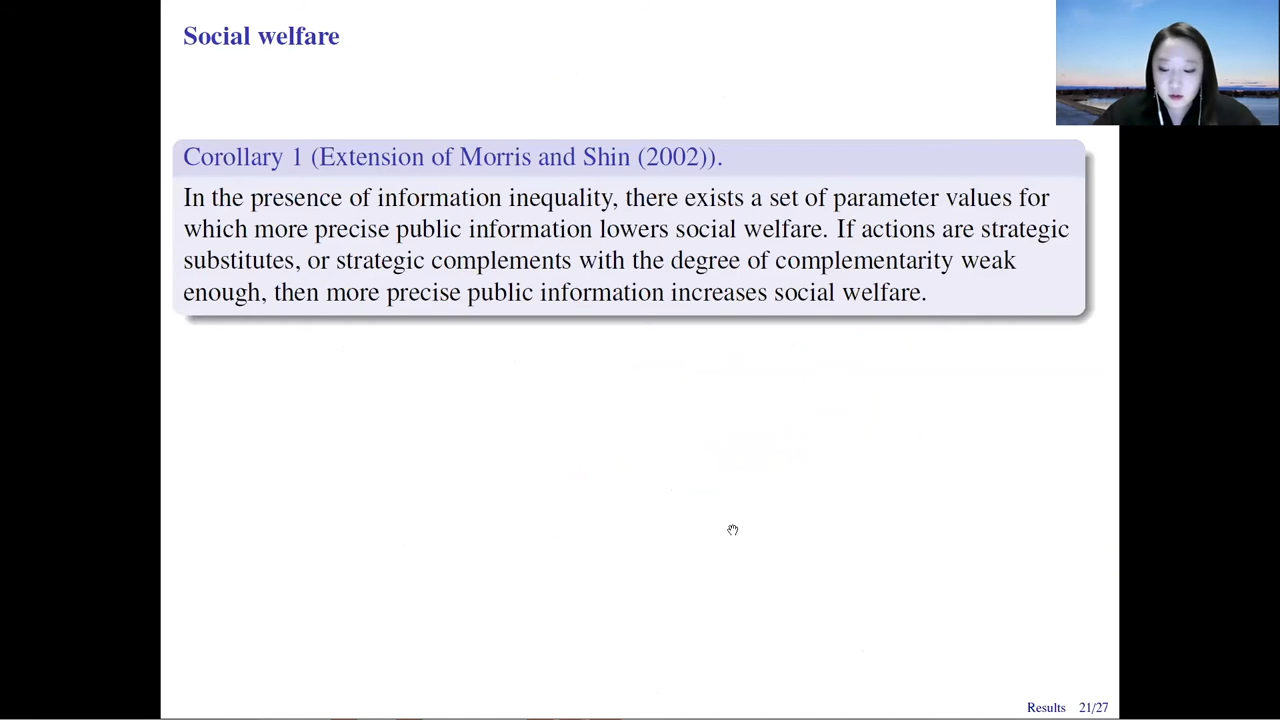 Social welfare
Corollary 1 (Extension of Morris and Shin (2002)).
In the presence of information inequality, there exists a set of parameter values for
which more precise public information lowers social welfare. If actions are strategic
substitutes, or strategic complements with the degree of complementarity weak
enough, then more precise public information increases social welfare.
Results 21/27